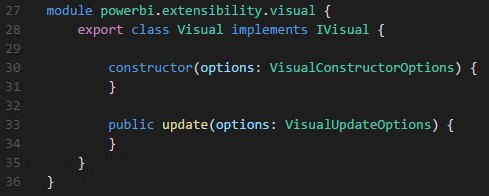 27 module powerbi.extensibility.visual {
28     export class Visual implements IVisual {
29
30         constructor(options: VisualConstructorOptions) {
31         }
32
33         public update(options: VisualUpdateOptions) {
34         }
35     }
36 }